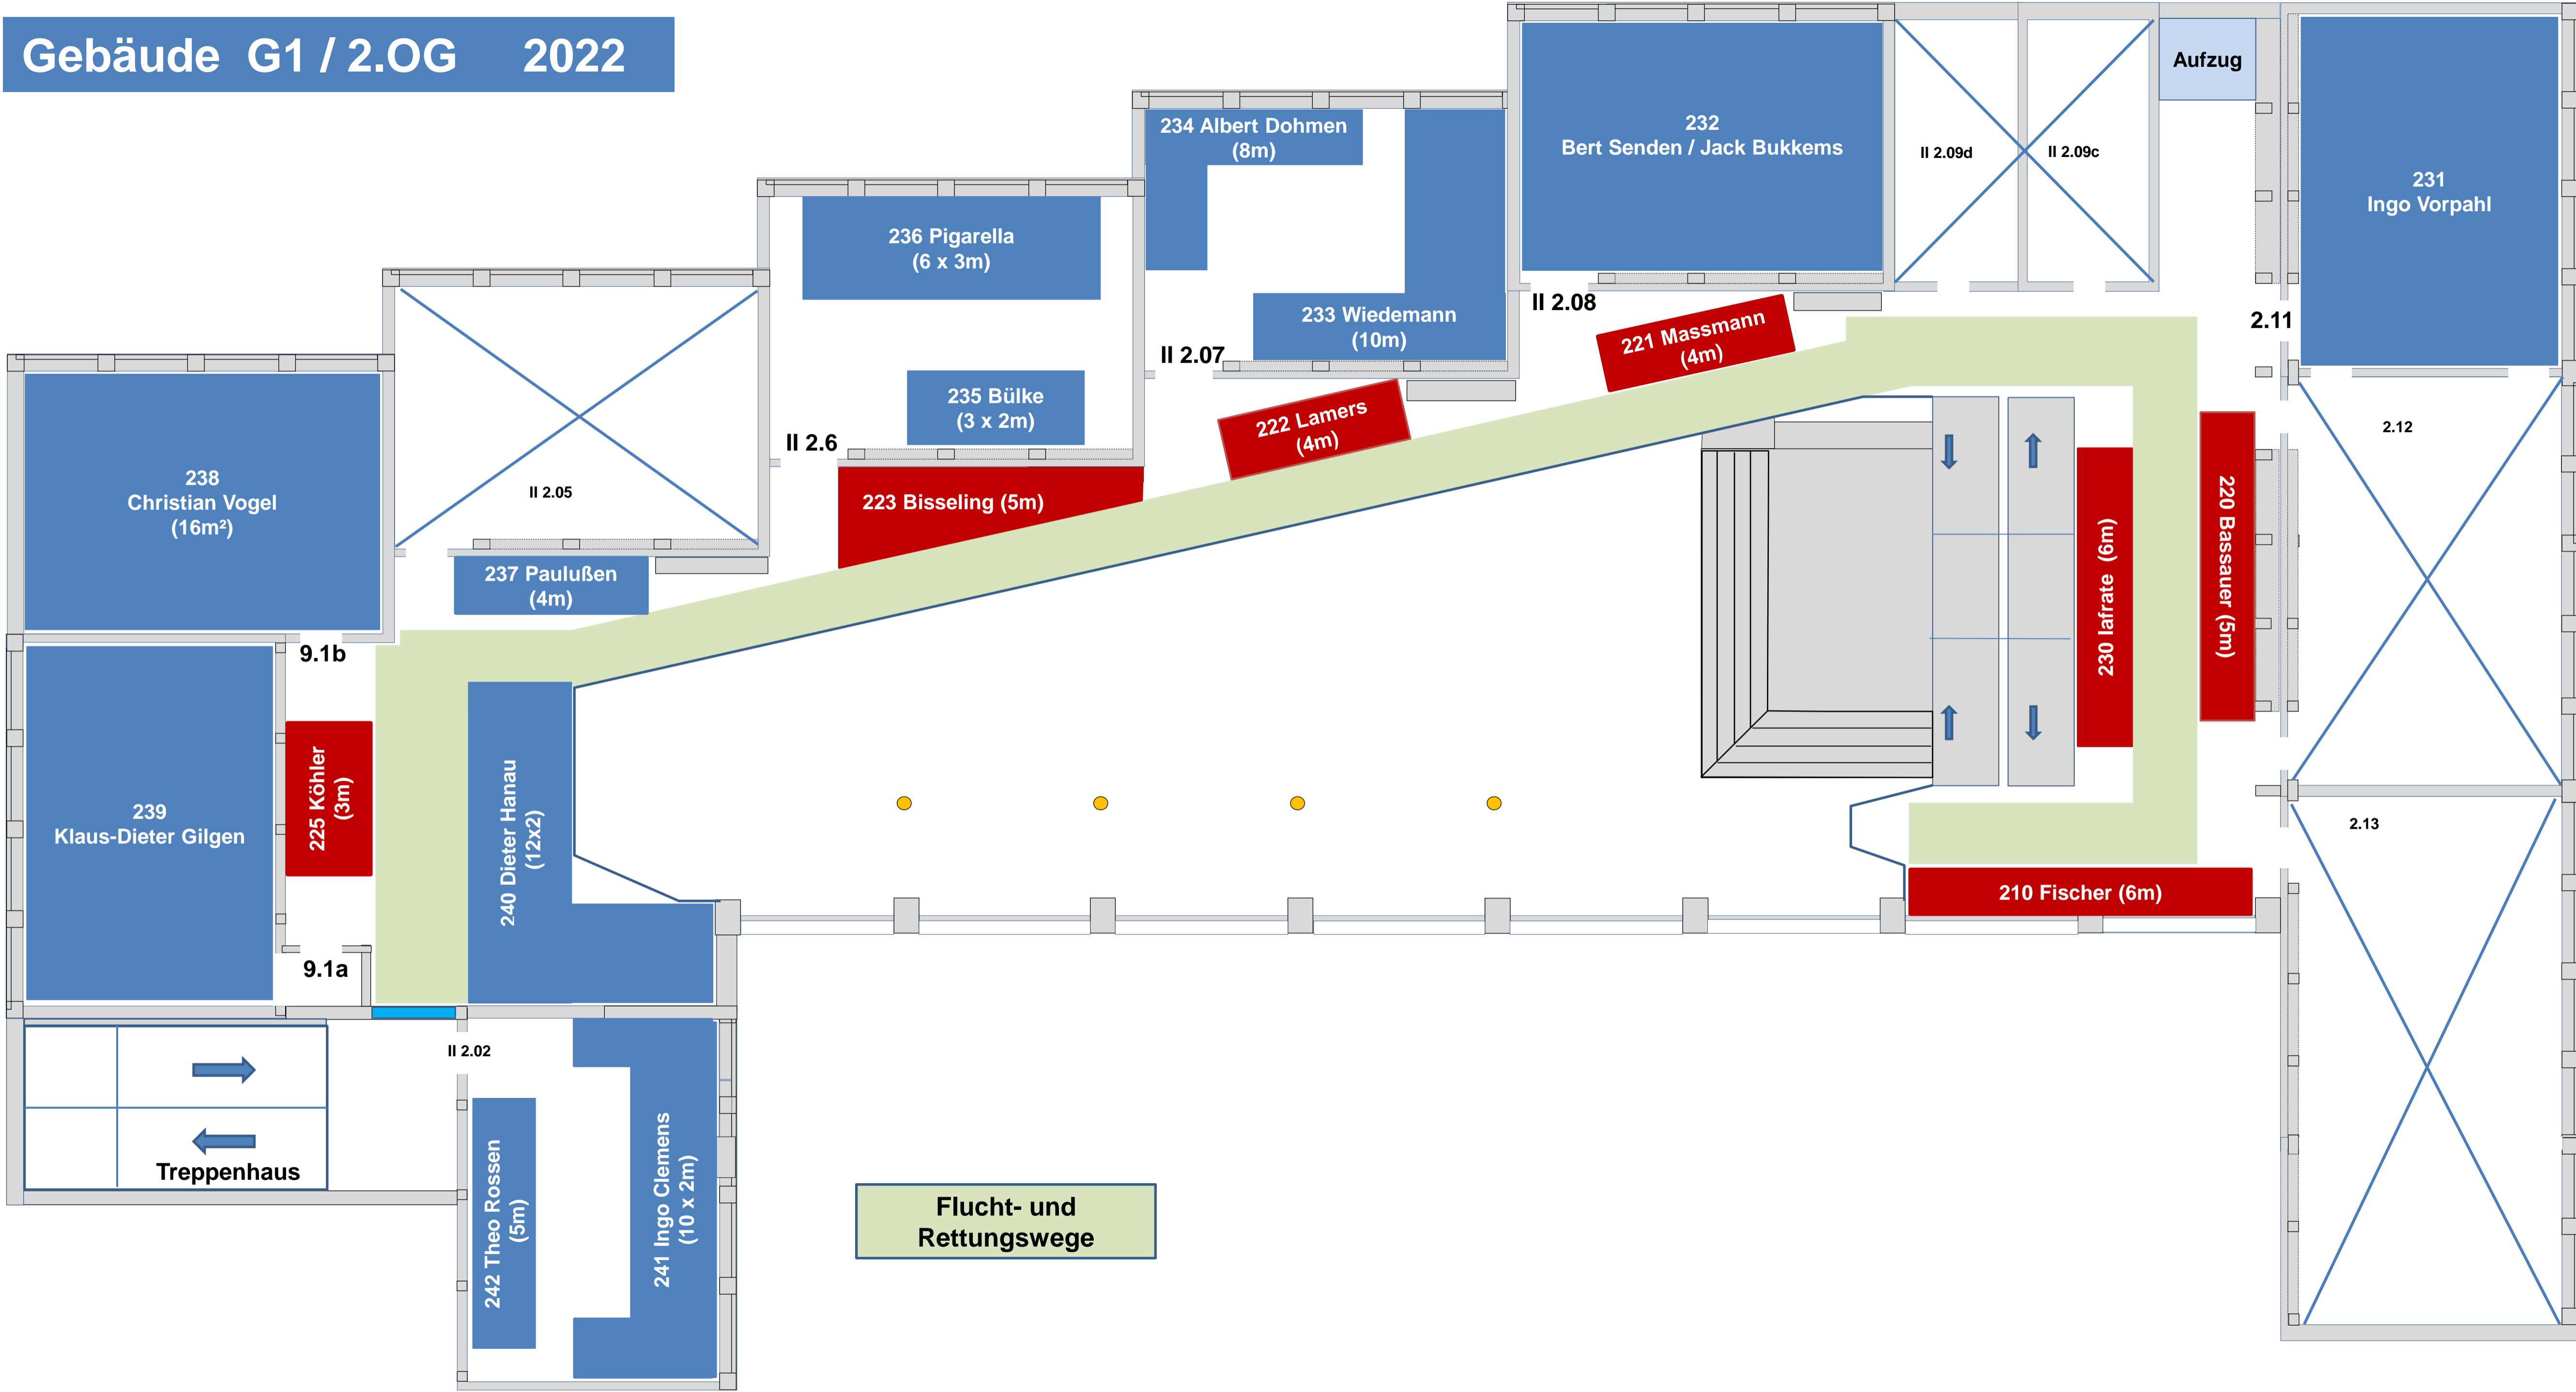 Gebäude G1 / 2.OG 2022
Aufzug
234 Albert Dohmen
(8m)
232
Bert Senden / Jack Bukkems
II 2.09d
II 2.09c
231
Ingo Vorpahl
236 Pigarella
(6 x 3m)
233 Wiedemann
(10m)
II 2.08
221 Massmann
(4m)
2.11
II 2.07
235 Bülke
(3 x 2m)
222 Lamers
(4m)
2.12
II 2.6
238
Christian Vogel
(16m²)
II 2.05
223 Bisseling (5m)
237 Paulußen
(4m)
230 Iafrate (6m)
220 Bassauer (5m)
9.1b
225 Köhler
(3m)
239
Klaus-Dieter Gilgen
240 Dieter Hanau
(12x2)
2.13
210 Fischer (6m)
9.1a
II 2.02
Treppenhaus
242 Theo Rossen
(5m)
241 Ingo Clemens
(10 x 2m)
Flucht- und
Rettungswege